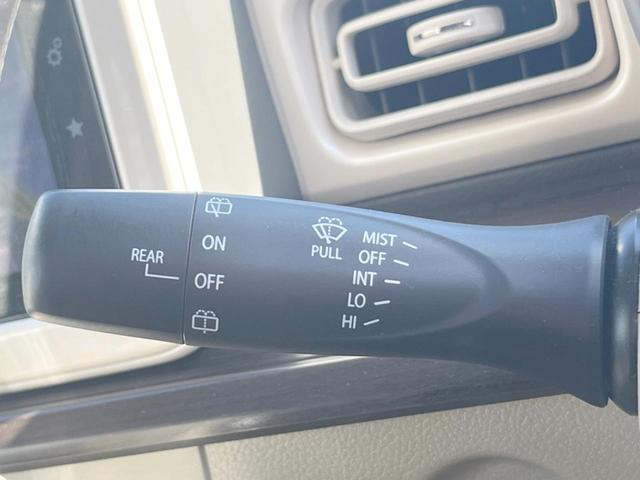 REAR
ON
OFF
PULL
MIST
OFF
INT
LO
HI